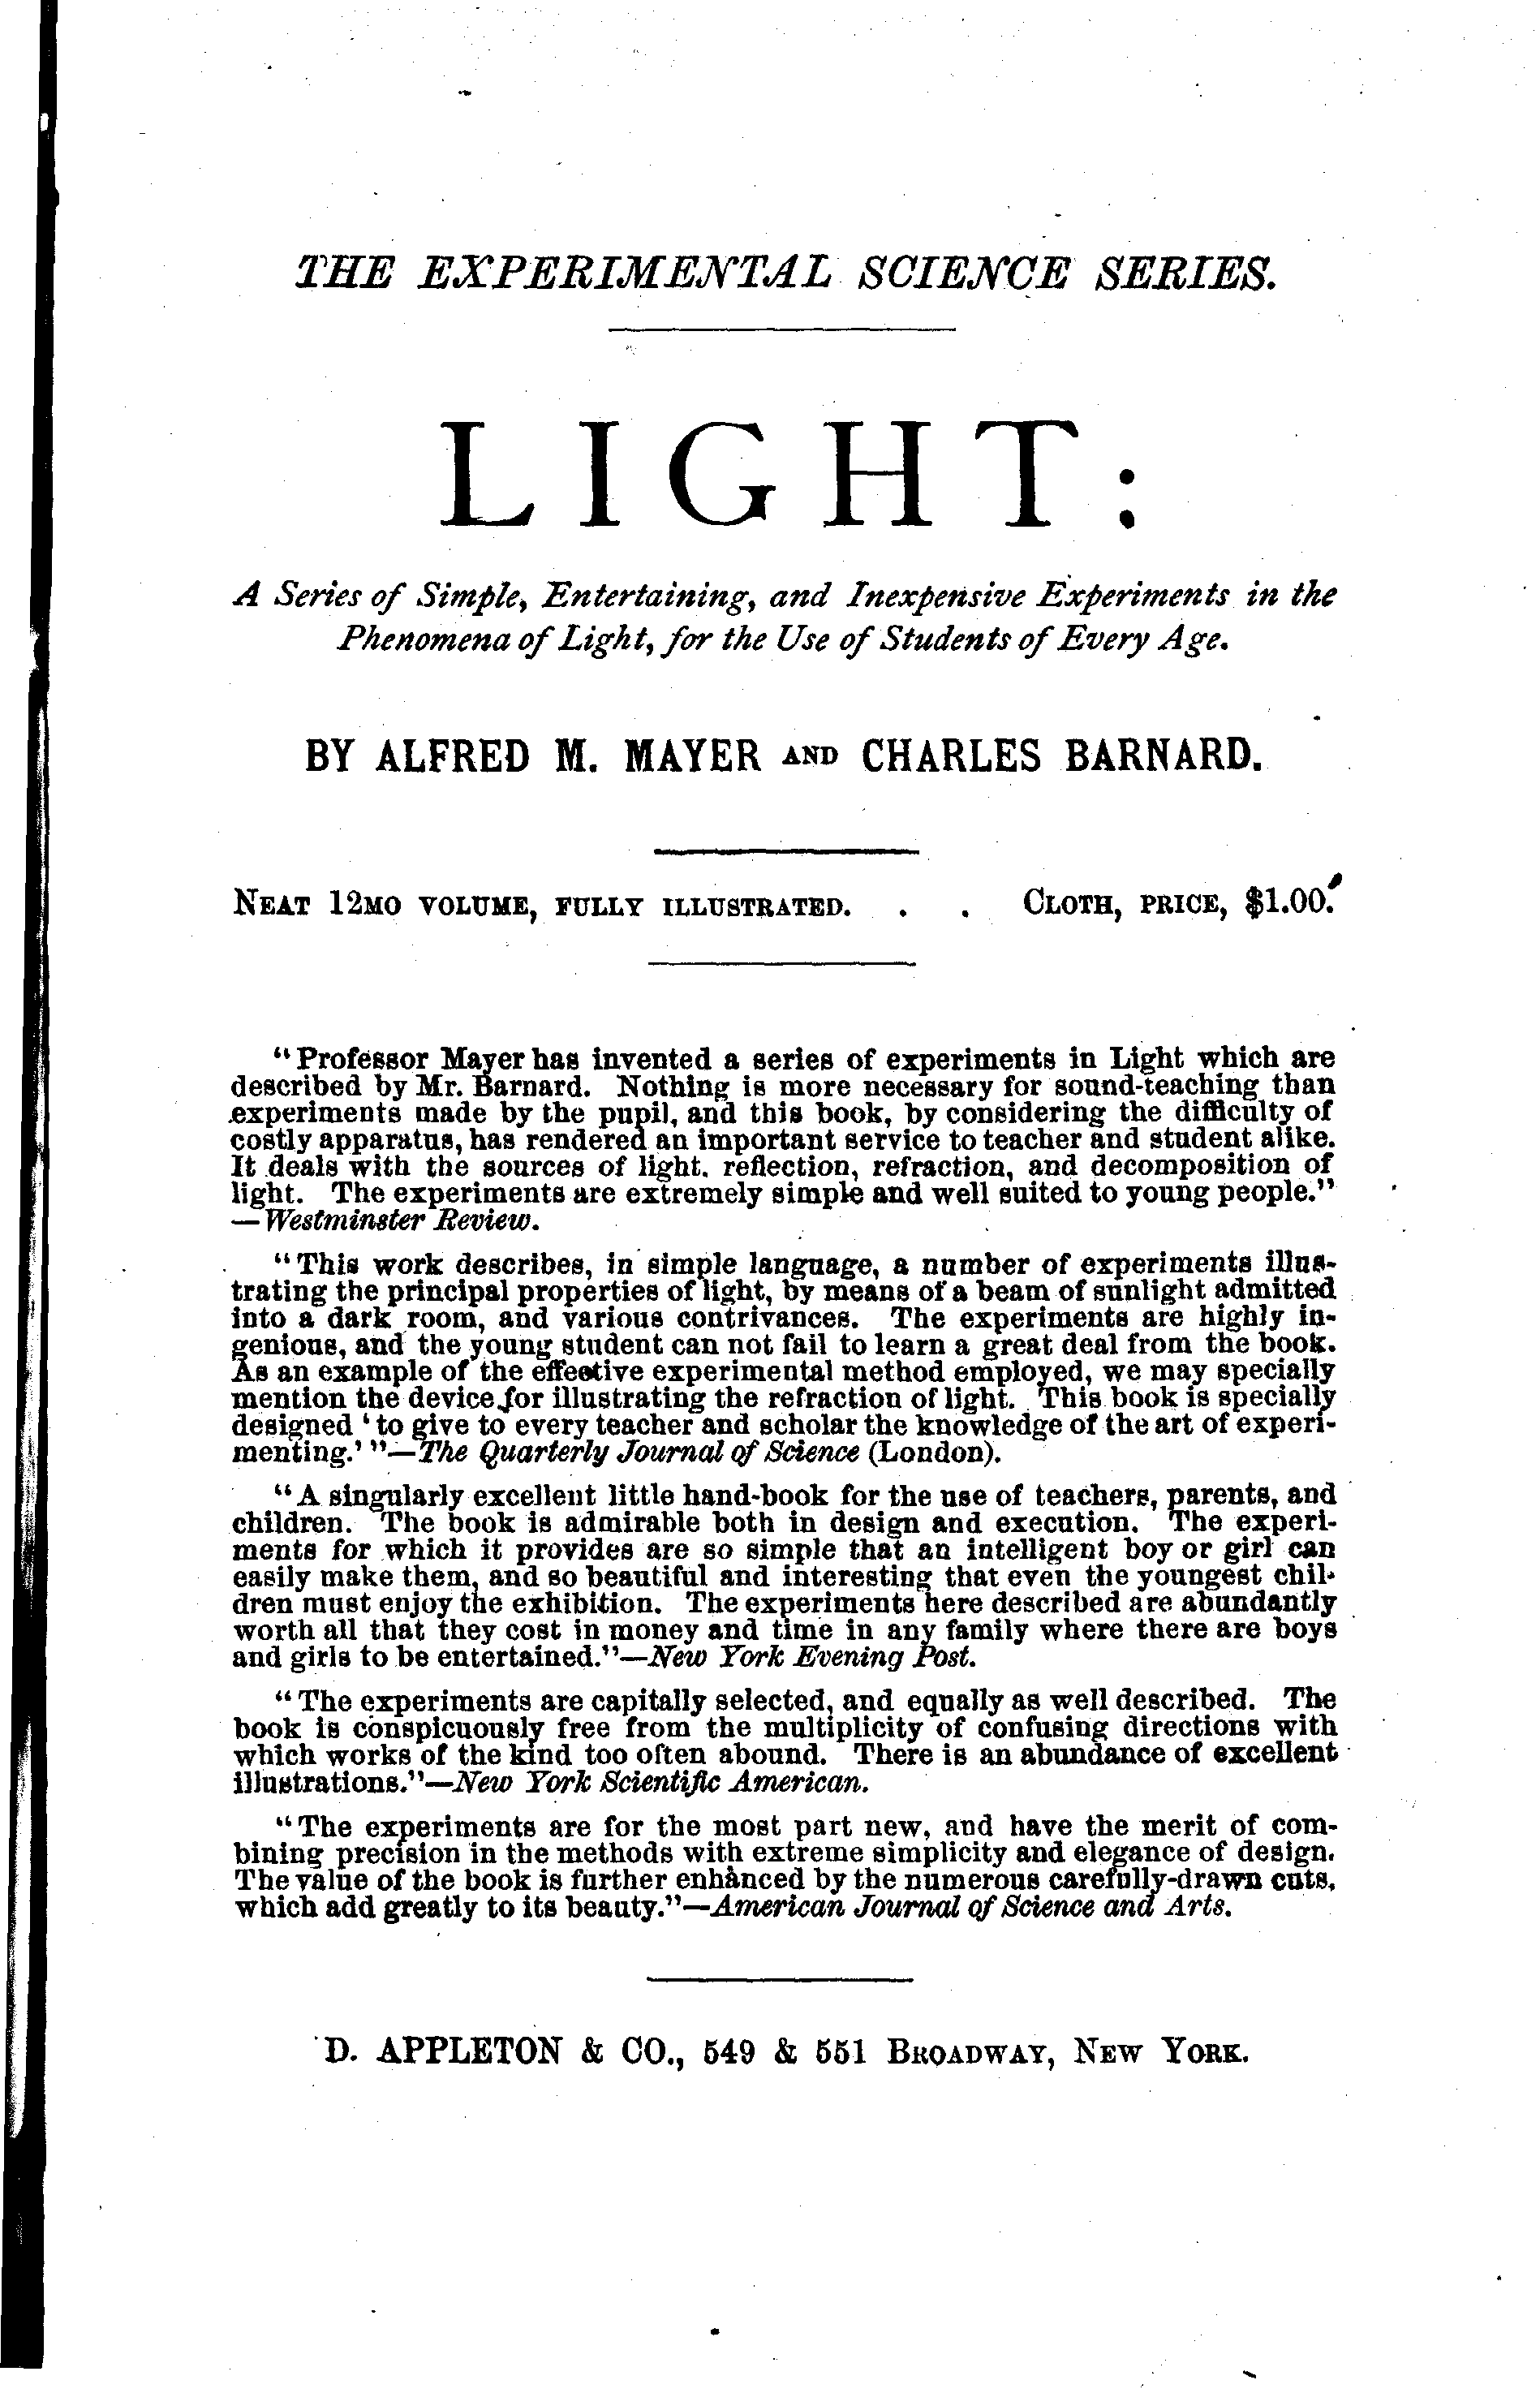 THE EXPERIMENTAL SCIENCE SERIES.
LIGHT:
A Series of Simple, Entertaining, and Inexpensive Experiments in the
Phenomena of Light, for the Use of Students of Every Age.
BY ALFRED M. MAYER AND CHARLES BARNARD.
NEAT 12MO VOLUME, FULLY ILLUSTRATED. . . CLOTH, PRICE, $1.00.
“Professor Mayer has invented a series of experiments in Light which are
described by Mr. Barnard. Nothing is more necessary for sound-teaching than
experiments made by the pupil, and this book, by considering the difficulty of
costly apparatus, has rendered an important service to teacher and student alike.
It deals with the sources of light. reflection, refraction, and decomposition of
light. The experiments are extremely simple and well suited to young people.”
—Westminster Review.
“This work describes, in simple language, a number of experiments illus-
trating the principal properties of light, by means of a beam of sunlight admitted
into a dark room, and various contrivances. The experiments are highly in-
genious, and the young student can not fail to learn a great deal from the book.
As an example of the effective experimental method employed, we may specially
mention the device for illustrating the refraction of light. This book is specially
designed ‘to give to every teacher and scholar the knowledge of the art of experi-
menting.’”—The Quarterly Journal of Science (London).
“A singularly excellent little hand-book for the use of teachers, parents, and
children. The book is admirable both in design and execution. The experi-
ments for which it provides are so simple that an intelligent boy or girl can
easily make them, and so beautiful and interesting that even the youngest chil-
dren must enjoy the exhibition. The experiments here described are abundantly
worth all that they cost in money and time in any family where there are boys
and girls to be entertained.”—New York Evening Post.
“The experiments are capitally selected, and equally as well described. The
book is conspicuously free from the multiplicity of confusing directions with
which works of the kind too often abound. There is an abundance of excellent
illustrations.”—New York Scientific American.
“The experiments are for the most part new, and have the merit of com-
bining precision in the methods with extreme simplicity and elegance of design.
The value of the book is further enhanced by the numerous carefully-drawn cuts,
which add greatly to its beauty.”—American Journal of Science and Arts.
D. APPLETON & CO., 549 & 551 BROADWAY, NEW YORK.